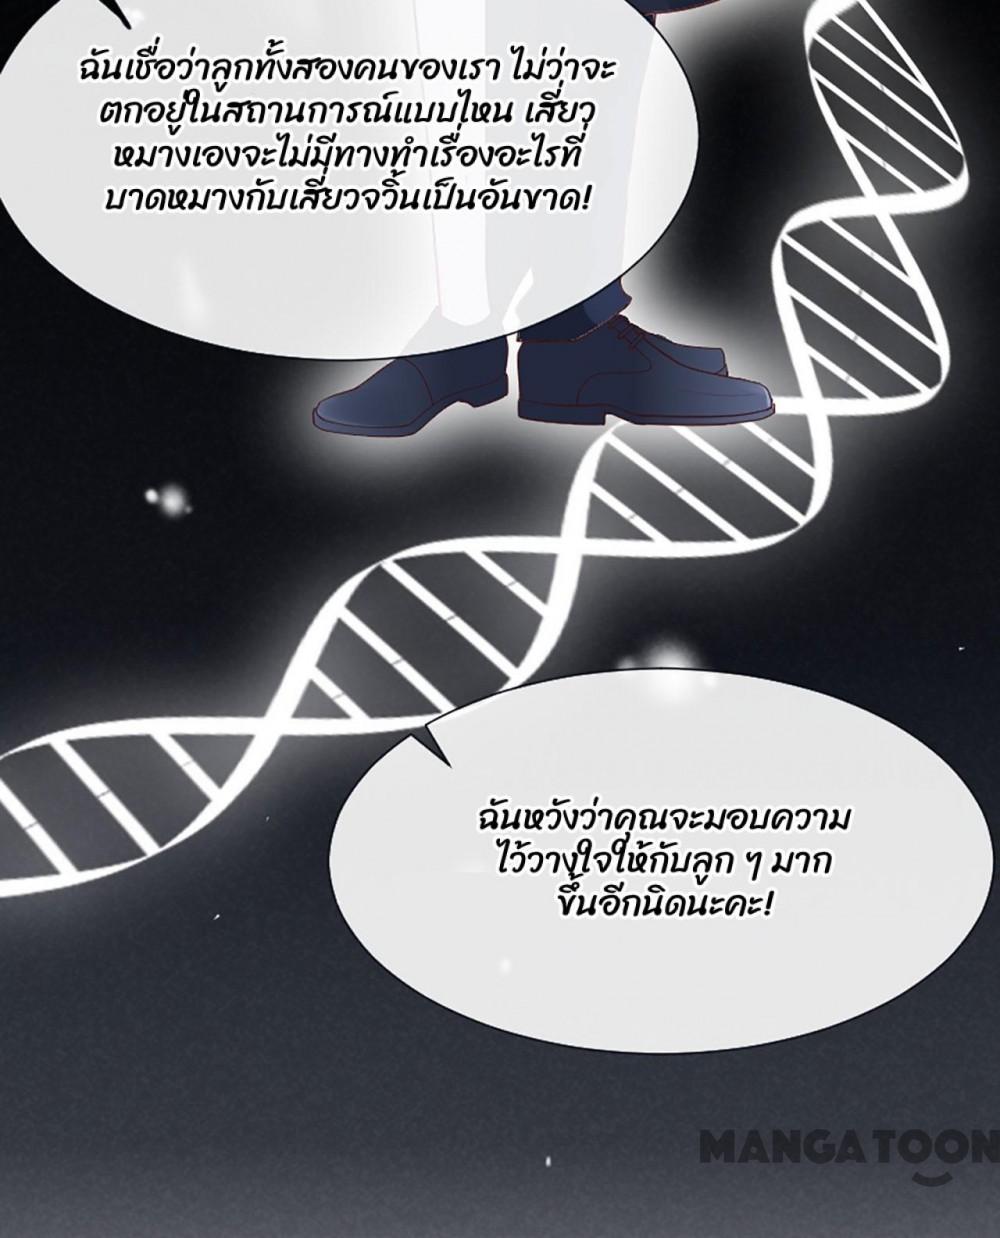 ฉันเชื่อว่าลูกทั้งสองคนของเรา ไม่ว่าจะ
ตกอยู่ในสถานการณ์แบบไหน เสี่ยว
หมางเองจะไม่มีทางทำเรื่องอะไรที่
บาดหมางกับเสี่ยวจวิ้นเป็นอันขาด!
ฉันหวังว่าคุณจะมอบความ
ไว้วางใจให้กับลูก ๆ มาก
ขึ้นอีกนิดนะคะ!
MANGATOON